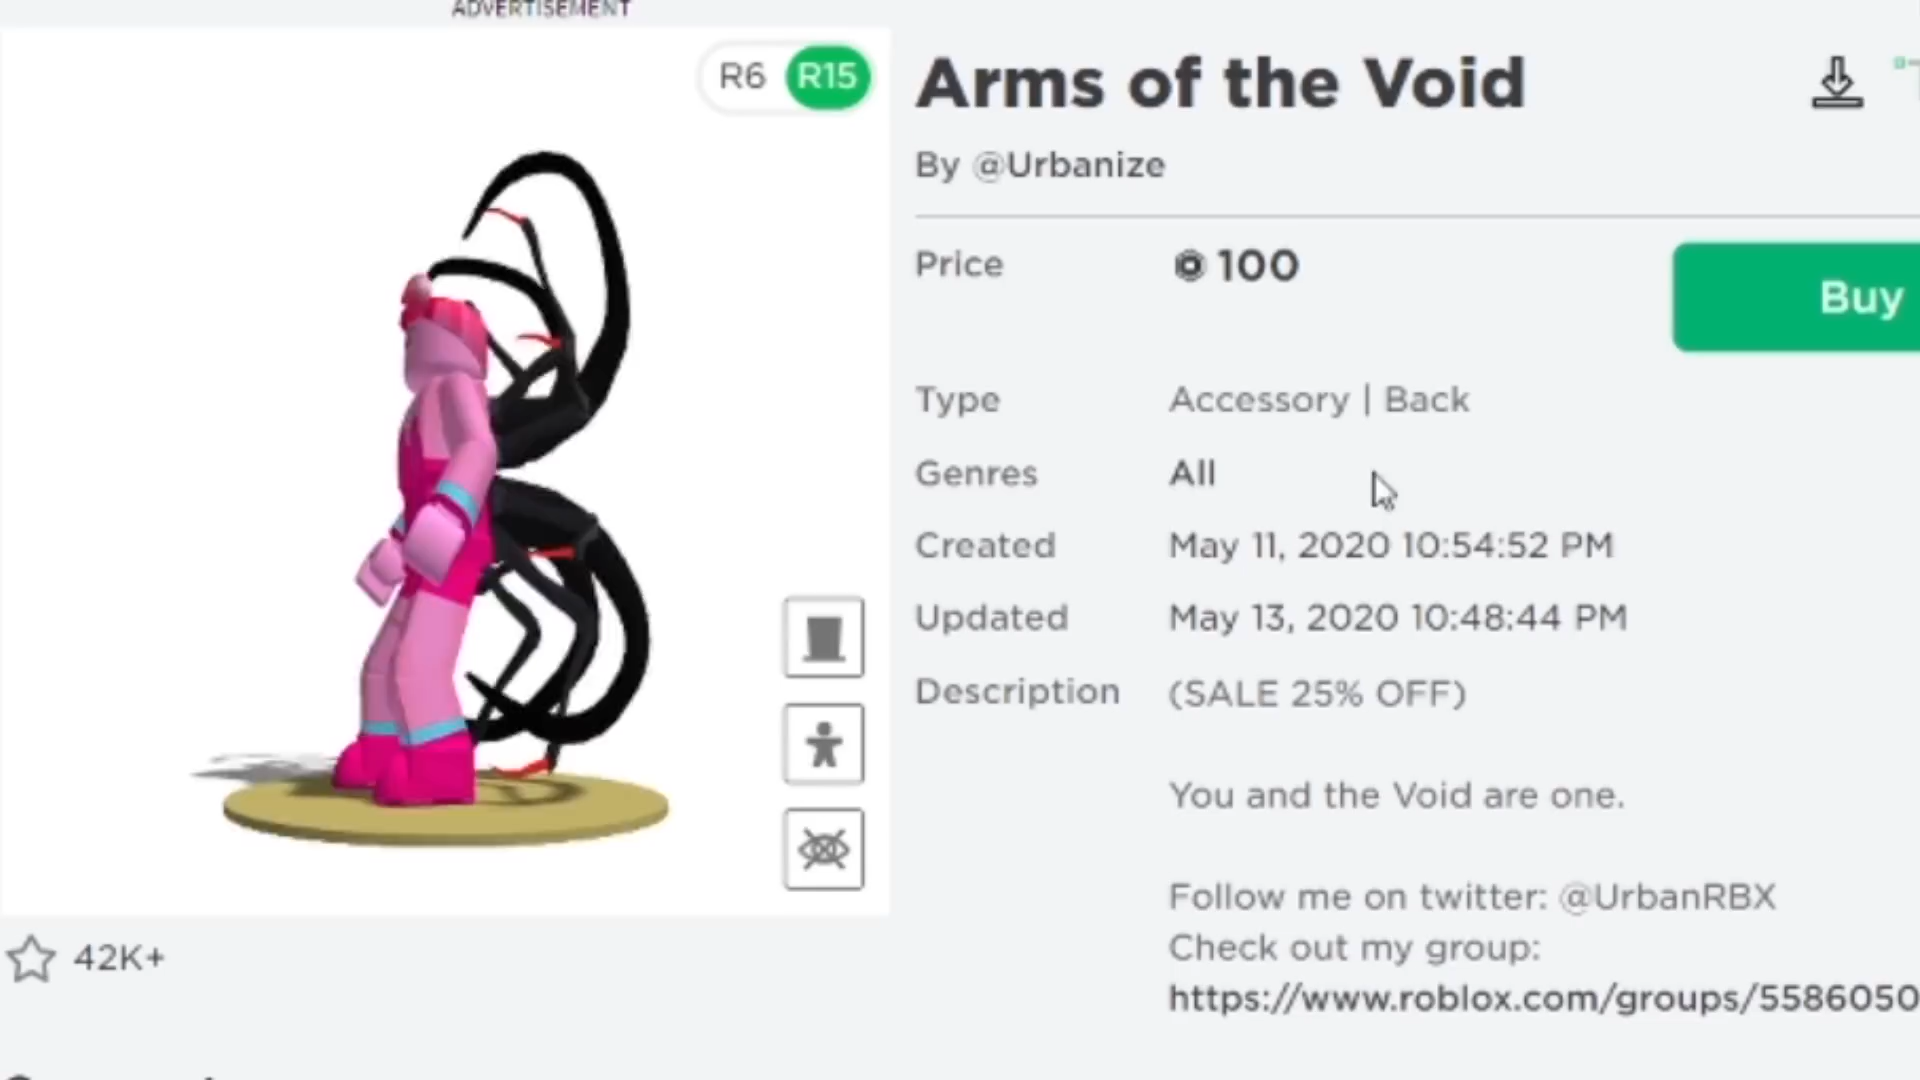 ADVERTISEMENT
R6 R15
Arms of the Void
By @Urbanize
Price 100
Buy
Type Accessory | Back
Genres All
Created May 11, 2020 10:54:52 PM
Updated May 13, 2020 10:48:44 PM
Description (SALE 25% OFF)
You and the Void are one.
Follow me on twitter: @UrbanRBX
Check out my group:
https://www.roblox.com/groups/5586050
42K+